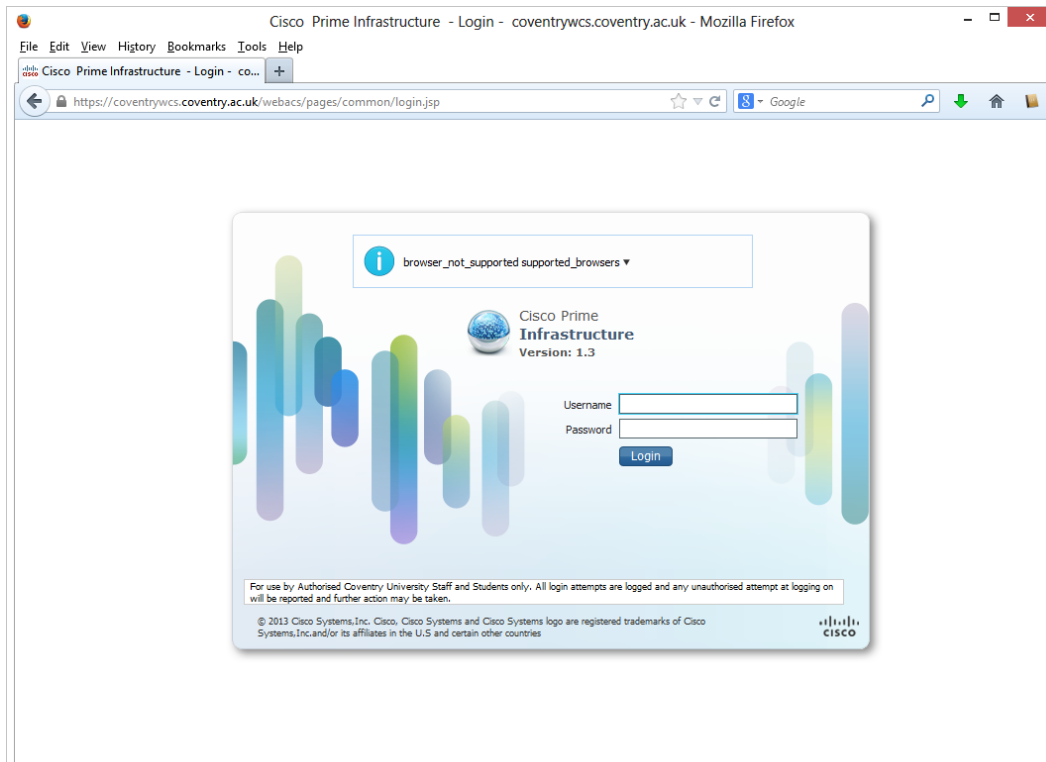 Cisco Prime Infrastructure - Login - coventrywcs.coventry.ac.uk - Mozilla Firefox
File Edit View History Bookmarks Tools Help
Cisco Prime Infrastructure - Login - co...
https://coventrywcs.coventry.ac.uk/webacs/pages/common/login.jsp
Google
browser_not_supported supported_browsers
Cisco Prime
Infrastructure
Version: 1.3
Username
Password
Login
For use by Authorised Coventry University Staff and Students only. All login attempts are logged and any unauthorised attempt at logging on
will be reported and further action may be taken.
© 2013 Cisco Systems,Inc. Cisco, Cisco Systems and Cisco Systems logo are registered trademarks of Cisco
Systems,Inc.and/or its affiliates in the U.S and certain other countries
CISCO